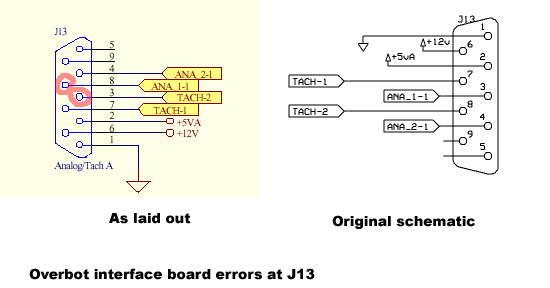 J13
5
9
4 ANA_2-1
8 ANA_1-1
3 TACH-2
7 TACH-1
2 +5VA
6 +12V
1
Analog/Tach A
As laid out
J13
1
+12v
6
+5vA
2
TACH-1 7
ANA_1-1 3
TACH-2 8
ANA_2-1 4
9
5
Original schematic
Overbot interface board errors at J13